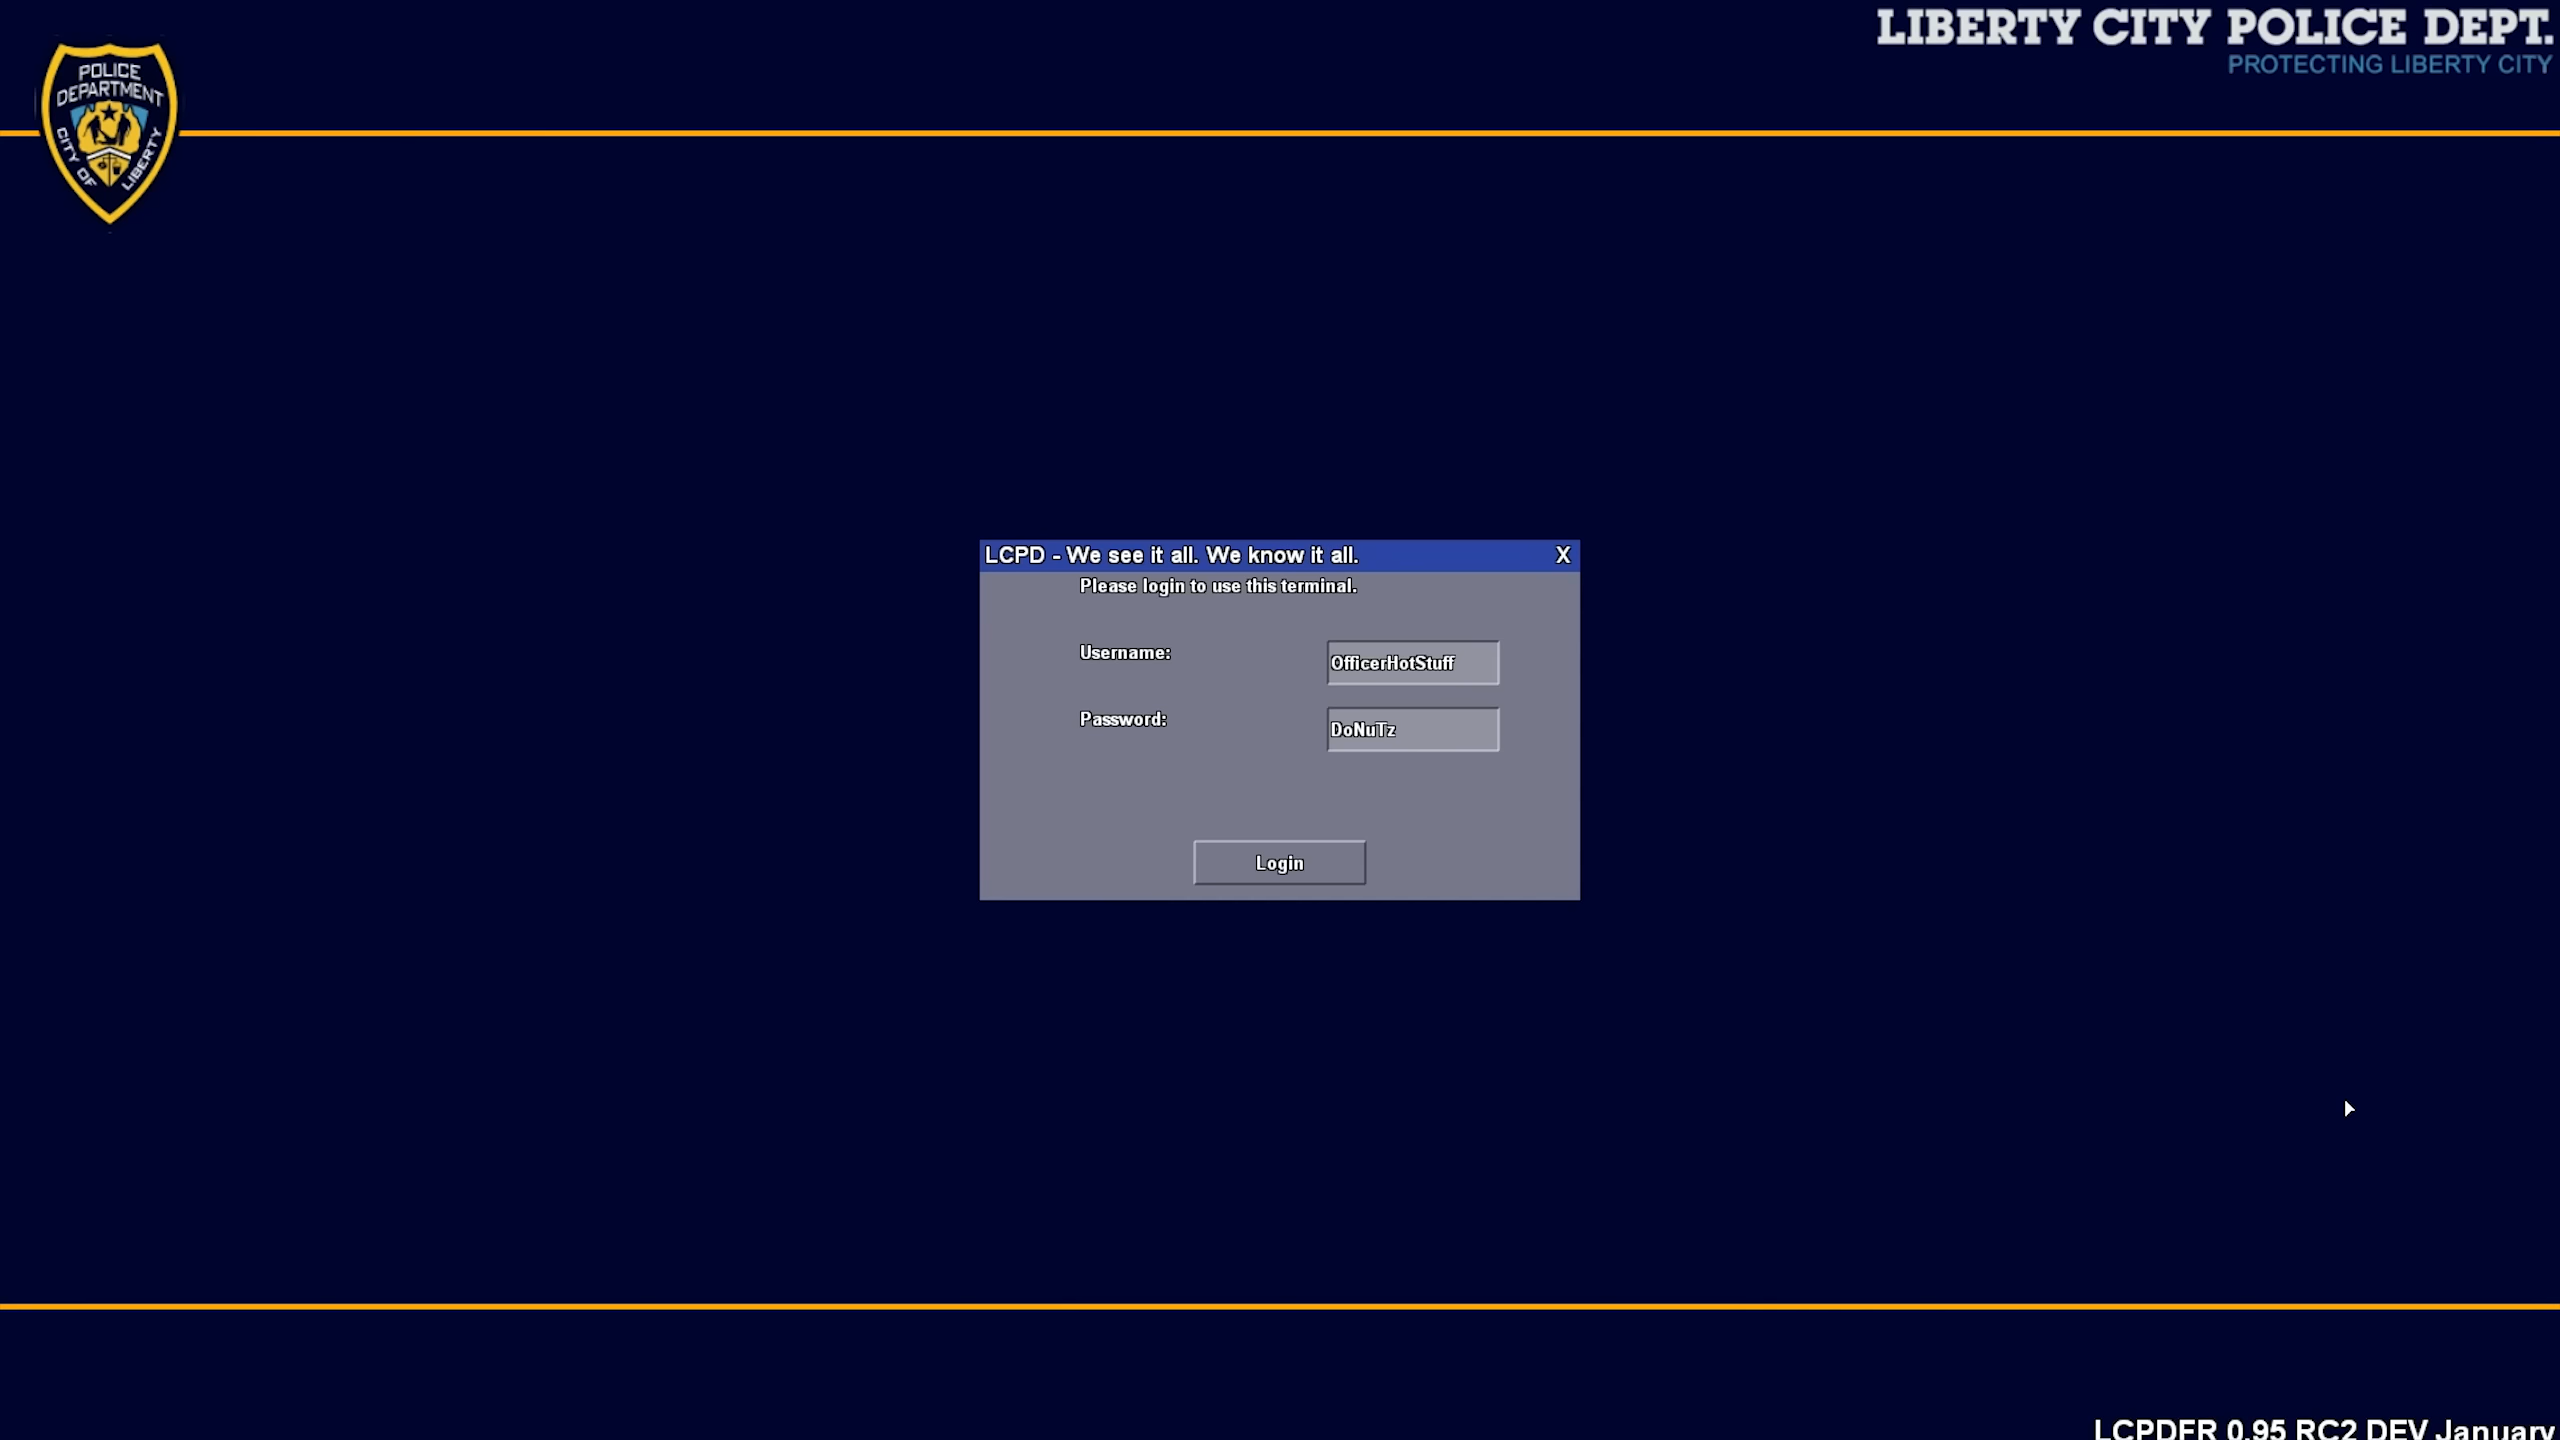 LIBERTY CITY POLICE DEPT.
PROTECTING LIBERTY CITY
POLICE
DEPARTMENT
CITY OF
LIBERTY
LCPD - We see it all. We know it all.
X
Please login to use this terminal.
Username:
OfficerHotStuff
Password:
DoNuTz
Login
LCPDFR 0.95 RC2 DEV January